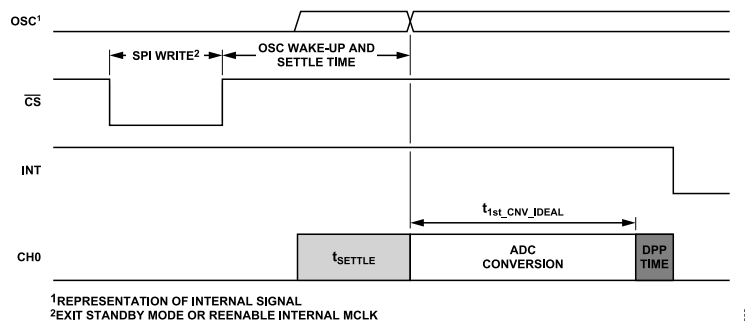 OSC1
SPI WRITE2
OSC WAKE-UP AND
SETTLE TIME
CS
INT
t1st_CNV_IDEAL
CH0
tSETTLE
ADC
CONVERSION
DPP
TIME
1REPRESENTATION OF INTERNAL SIGNAL
2EXIT STANDBY MODE OR REENABLE INTERNAL MCLK